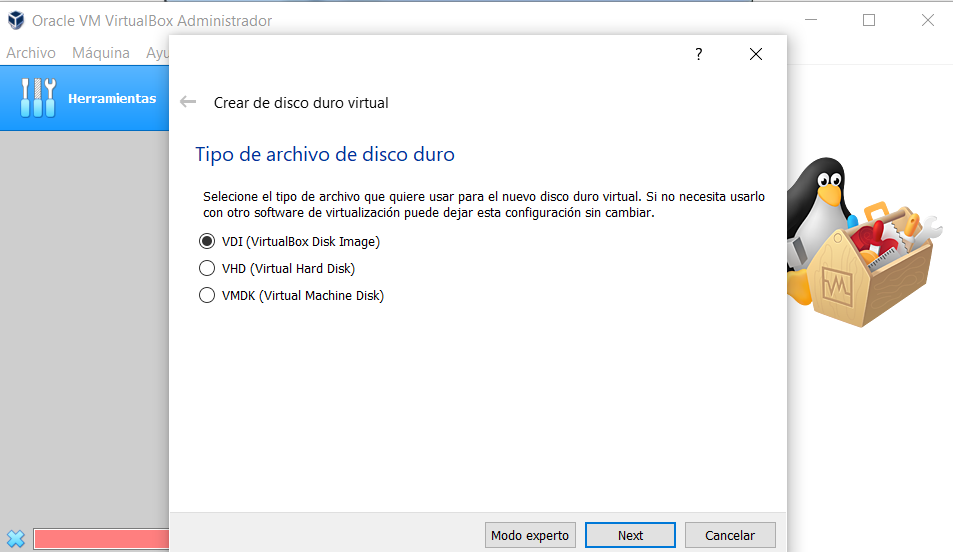 Oracle VM VirtualBox Administrador
Archivo Máquina Ayu
Herramientas
?
Crear de disco duro virtual
Tipo de archivo de disco duro
Selecione el tipo de archivo que quiere usar para el nuevo disco duro virtual. Si no necesita usarlo
con otro software de virtualización puede dejar esta configuración sin cambiar.
VDI (VirtualBox Disk Image)
VHD (Virtual Hard Disk)
VMDK (Virtual Machine Disk)
Modo experto Next Cancelar